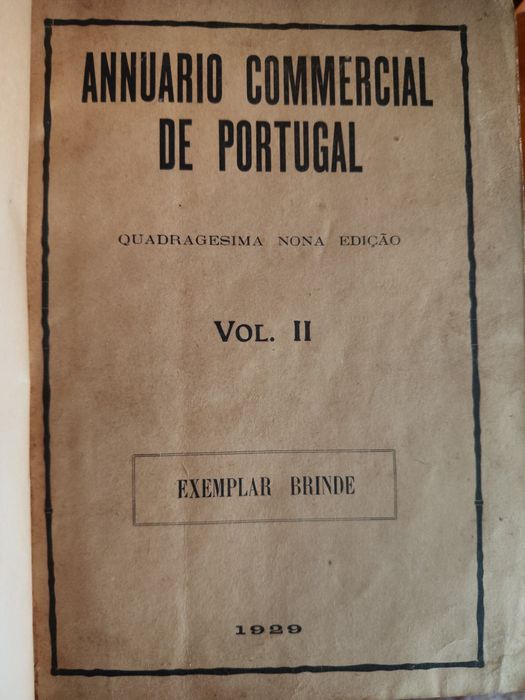 ANNUARIO COMMERCIAL
DE PORTUGAL
QUADRAGESIMA NONA EDIÇÃO
VOL. II
EXEMPLAR BRINDE
1929